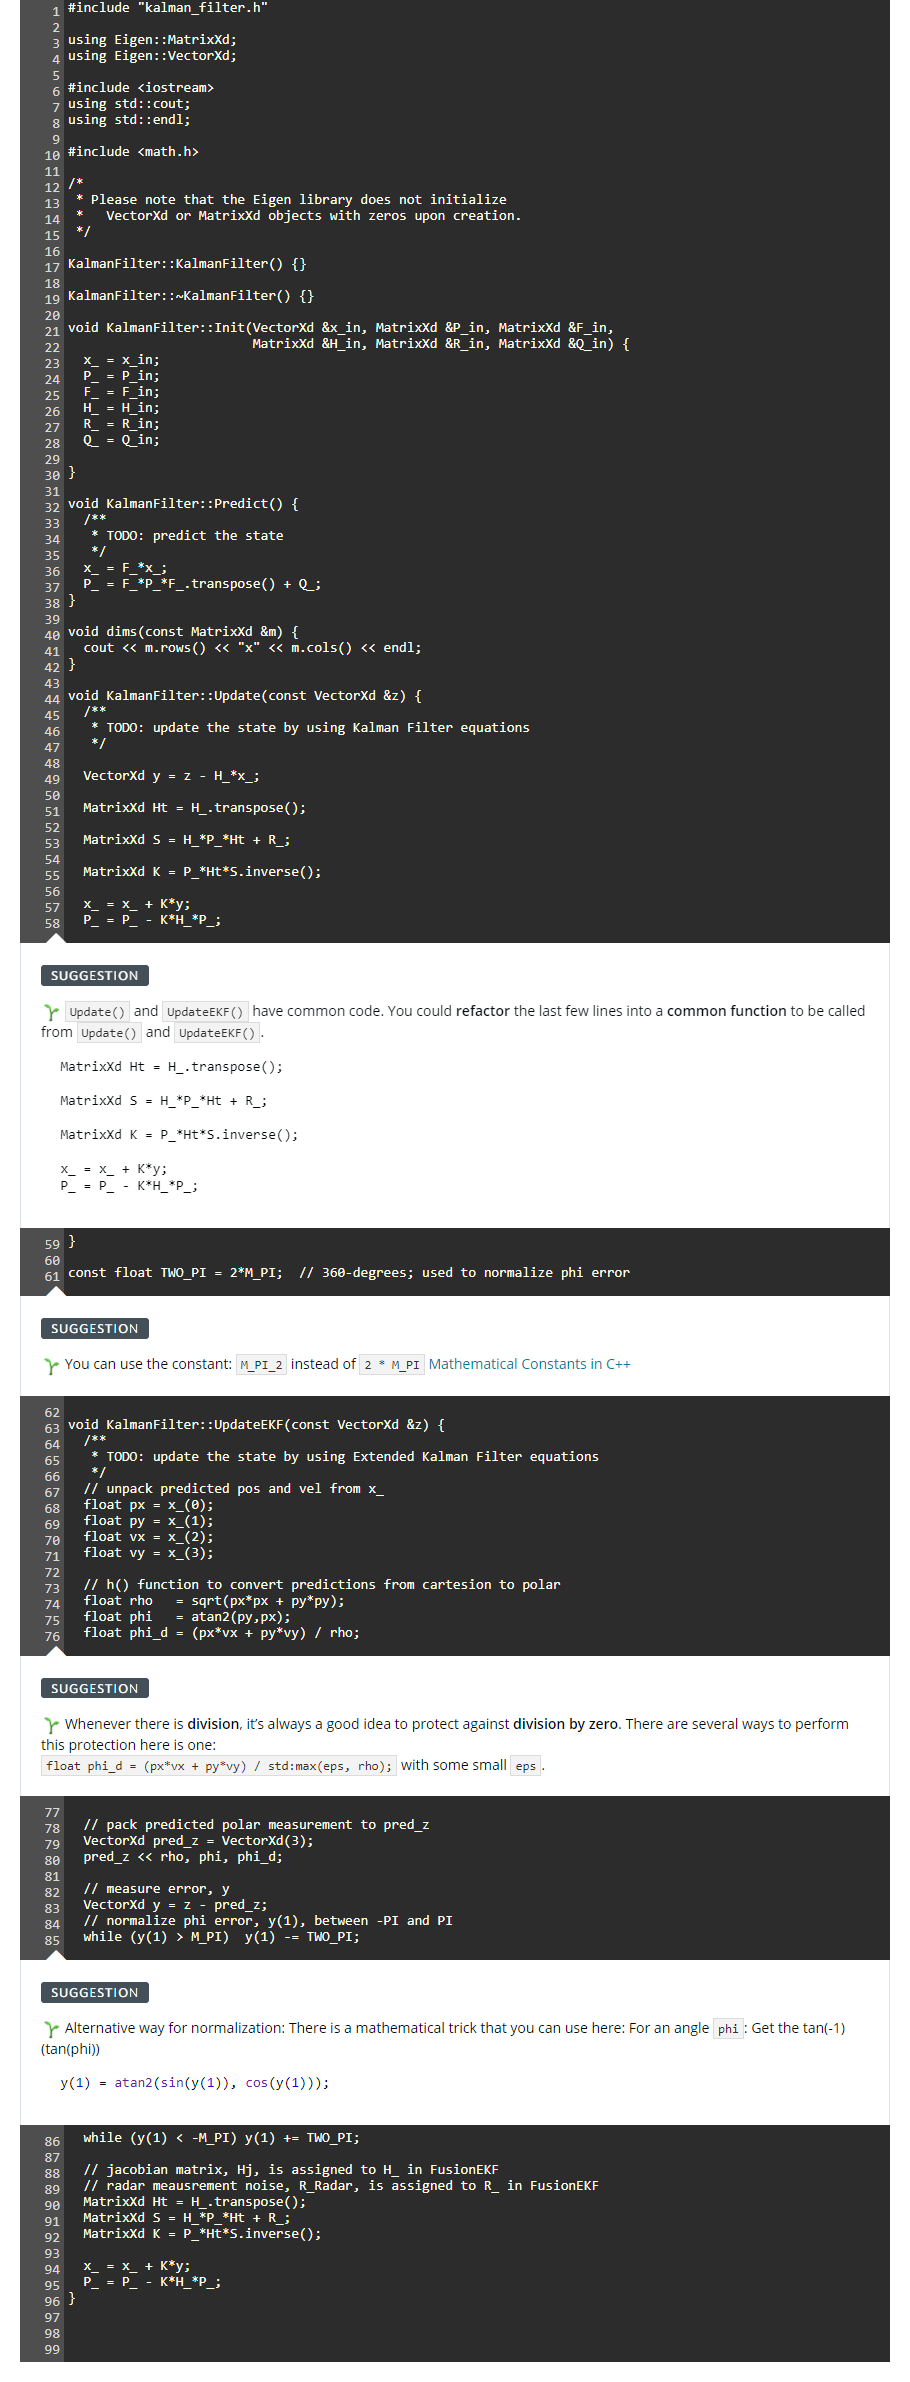 1 #include "kalman_filter.h"
2
3 using Eigen::MatrixXd;
4 using Eigen::VectorXd;
5
6 #include <iostream>
7 using std::cout;
8 using std::endl;
9
10 #include <math.h>
11
12 /*
13  * Please note that the Eigen library does not initialize
14  *   VectorXd or MatrixXd objects with zeros upon creation.
15  */
16
17 KalmanFilter::KalmanFilter() {}
18
19 KalmanFilter::~KalmanFilter() {}
20
21 void KalmanFilter::Init(VectorXd &x_in, MatrixXd &P_in, MatrixXd &F_in,
22                         MatrixXd &H_in, MatrixXd &R_in, MatrixXd &Q_in) {
23   x_ = x_in;
24   P_ = P_in;
25   F_ = F_in;
26   H_ = H_in;
27   R_ = R_in;
28   Q_ = Q_in;
29
30 }
31
32 void KalmanFilter::Predict() {
33   /**
34    * TODO: predict the state
35    */
36   x_ = F_*x_;
37   P_ = F_*P_*F_.transpose() + Q_;
38 }
39
40 void dims(const MatrixXd &m) {
41   cout << m.rows() << "x" << m.cols() << endl;
42 }
43
44 void KalmanFilter::Update(const VectorXd &z) {
45   /**
46    * TODO: update the state by using Kalman Filter equations
47    */
48
49   VectorXd y = z - H_*x_;
50
51   MatrixXd Ht = H_.transpose();
52
53   MatrixXd S = H_*P_*Ht + R_;
54
55   MatrixXd K = P_*Ht*S.inverse();
56
57   x_ = x_ + K*y;
58   P_ = P_ - K*H_*P_;
SUGGESTION
Update() and UpdateEKF() have common code. You could refactor the last few lines into a common function to be called
from Update() and UpdateEKF().
MatrixXd Ht = H_.transpose();
MatrixXd S = H_*P_*Ht + R_;
MatrixXd K = P_*Ht*S.inverse();
x_ = x_ + K*y;
P_ = P_ - K*H_*P_;
59 }
60
61 const float TWO_PI = 2*M_PI;  // 360-degrees; used to normalize phi error
SUGGESTION
You can use the constant: M_PI_2 instead of 2 * M_PI Mathematical Constants in C++
62
63 void KalmanFilter::UpdateEKF(const VectorXd &z) {
64   /**
65    * TODO: update the state by using Extended Kalman Filter equations
66    */
67   // unpack predicted pos and vel from x_
68   float px = x_(0);
69   float py = x_(1);
70   float vx = x_(2);
71   float vy = x_(3);
72
73   // h() function to convert predictions from cartesion to polar
74   float rho   = sqrt(px*px + py*py);
75   float phi   = atan2(py,px);
76   float phi_d = (px*vx + py*vy) / rho;
SUGGESTION
Whenever there is division, it's always a good idea to protect against division by zero. There are several ways to perform
this protection here is one:
float phi_d = (px*vx + py*vy) / std:max(eps, rho); with some small eps.
77
78   // pack predicted polar measurement to pred_z
79   VectorXd pred_z = VectorXd(3);
80   pred_z << rho, phi, phi_d;
81
82   // measure error, y
83   VectorXd y = z - pred_z;
84   // normalize phi error, y(1), between -PI and PI
85   while (y(1) > M_PI)  y(1) -= TWO_PI;
SUGGESTION
Alternative way for normalization: There is a mathematical trick that you can use here: For an angle phi: Get the tan(-1)
(tan(phi))
y(1) = atan2(sin(y(1)), cos(y(1)));
86   while (y(1) < -M_PI) y(1) += TWO_PI;
87
88   // jacobian matrix, Hj, is assigned to H_ in FusionEKF
89   // radar meausrement noise, R_Radar, is assigned to R_ in FusionEKF
90   MatrixXd Ht = H_.transpose();
91   MatrixXd S = H_*P_*Ht + R_;
92   MatrixXd K = P_*Ht*S.inverse();
93
94   x_ = x_ + K*y;
95   P_ = P_ - K*H_*P_;
96 }
97
98
99